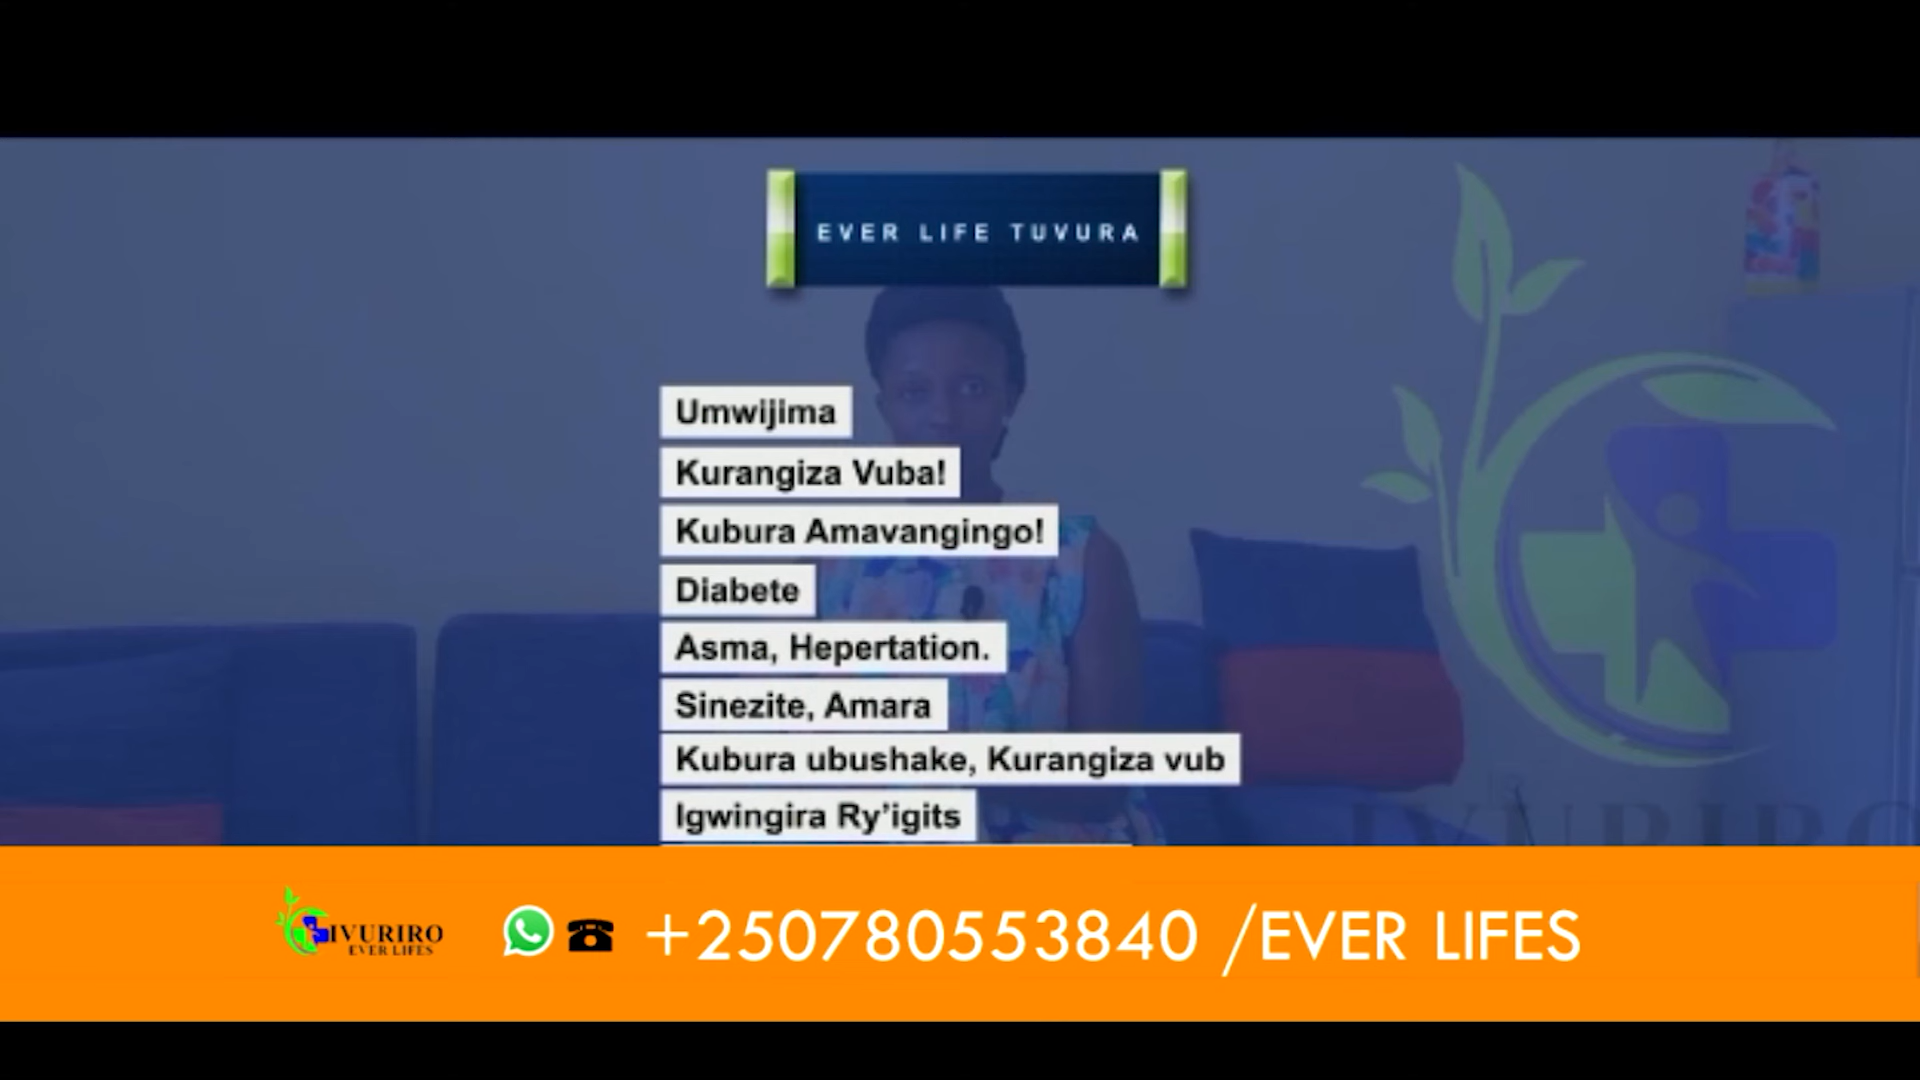 EVER LIFE TUVURA
Umwijima
Kurangiza Vuba!
Kubura Amavangingo!
Diabete
Asma, Hepertation.
Sinezite, Amara
Kubura ubushake, Kurangiza vub
Igwingira Ry'igits
IVURIRO
IVURIRO
EVER LIFES
+250780553840 /EVER LIFES